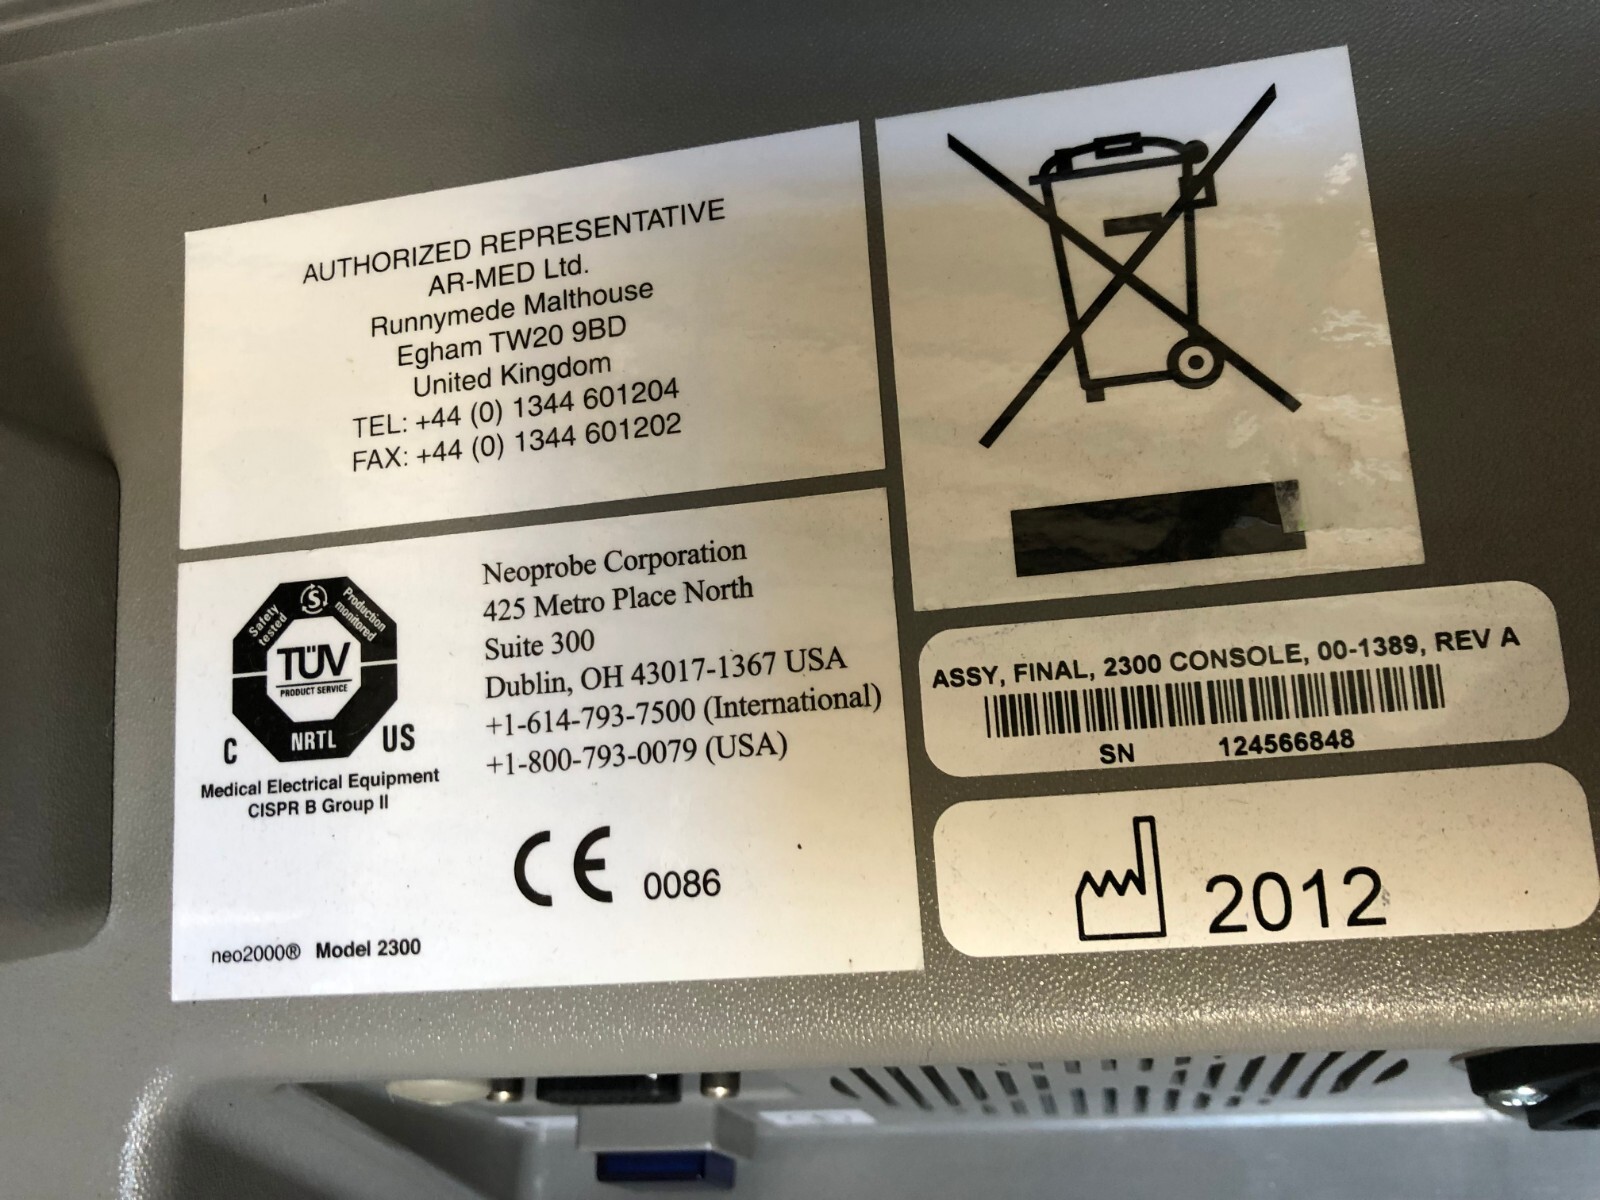 AUTHORIZED REPRESENTATIVE
AR-MED Ltd.
Runnymede Malthouse
Egham TW20 9BD
United Kingdom
TEL: +44 (0) 1344 601204
FAX: +44 (0) 1344 601202
Safety tested
S
Production monitored
TÜV
PRODUCT SERVICE
C NRTL US
Medical Electrical Equipment
CISPR B Group II
Neoprobe Corporation
425 Metro Place North
Suite 300
Dublin, OH 43017-1367 USA
+1-614-793-7500 (International)
+1-800-793-0079 (USA)
CE 0086
neo2000® Model 2300
ASSY, FINAL, 2300 CONSOLE, 00-1389, REV A
SN 124566848
2012